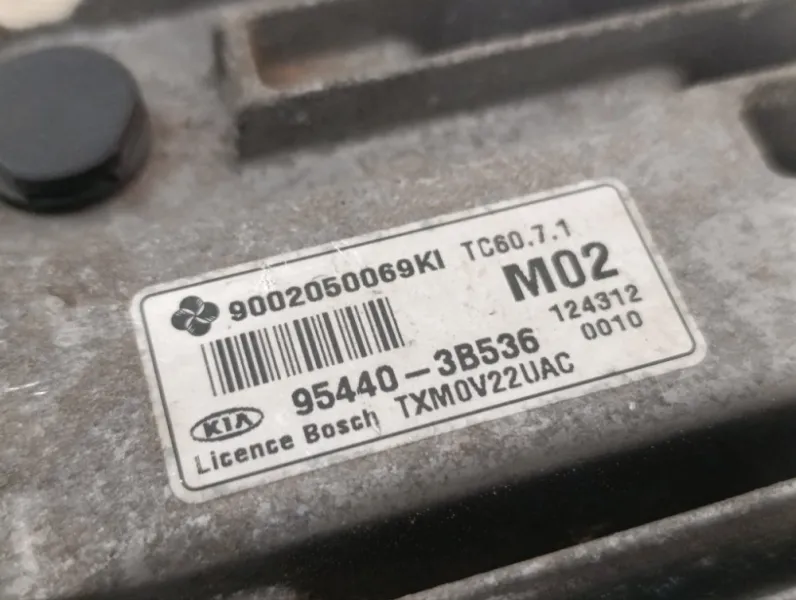 9002050069KI TC60.7.1
M02
95440-3B536 124312
0010
KIA
Licence Bosch TXM0V22UAC